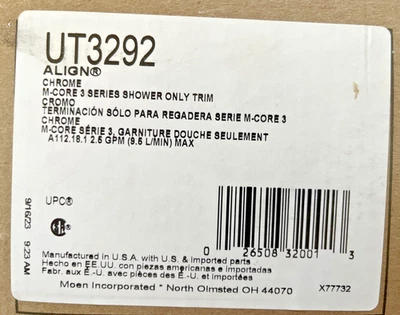 UT3292
ALIGN®
CHROME
M-CORE 3 SERIES SHOWER ONLY TRIM
CROMO
TERMINACIÓN SÓLO PARA REGADERA SERIE M-CORE 3
CHROME
M-CORE SÉRIE 3, GARNITURE DOUCHE SEULEMENT
A112.18.1 2.5 GPM (9.5 L/MIN) MAX
UPC®
9/16/23 9:23 AM
0 26508 32001 3
Manufactured in U.S.A. with U.S. & imported parts
Hecho en EE.UU. con piezas americanas e importadas
Fabr. aux É.-U. avec pièces des É.-U. et importées
Moen Incorporated * North Olmsted OH 44070
X77732